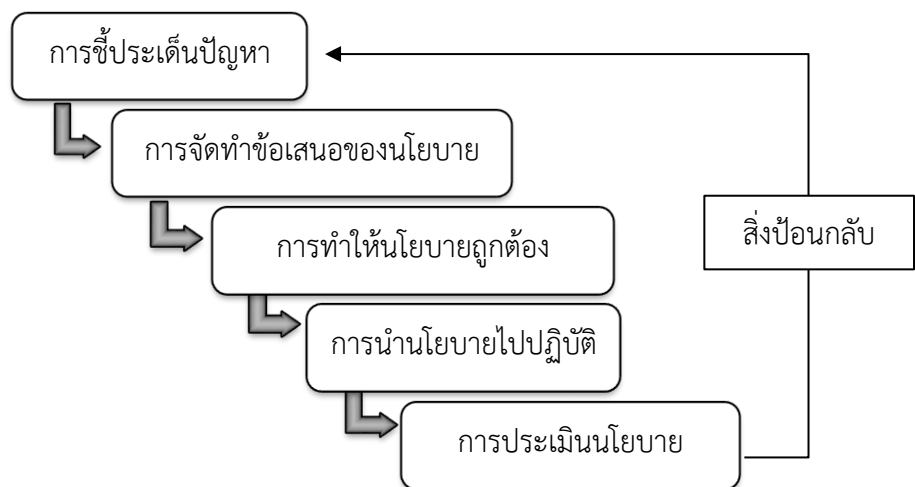 การชี้ประเด็นปัญหา
การจัดทำข้อเสนอของนโยบาย
การทำให้นโยบายถูกต้อง
สิ่งป้อนกลับ
การนำนโยบายไปปฏิบัติ
การประเมินนโยบาย